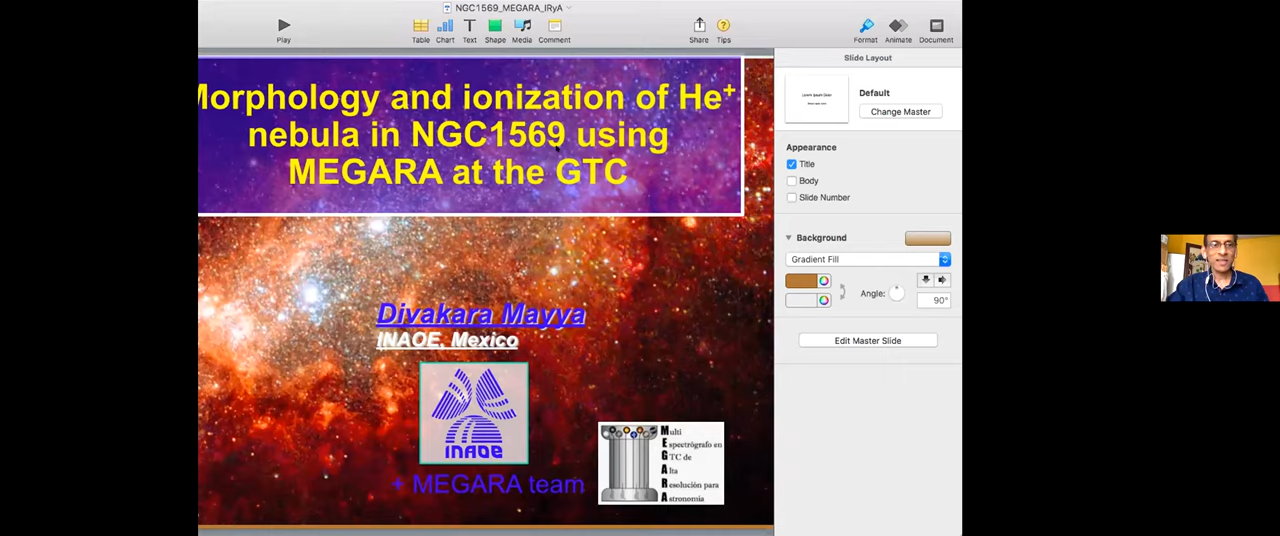 NGC1569_MEGARA_IRyA
Play
Table
Chart
Text
Shape
Media
Comment
Share
Tips
Format
Animate
Document
Morphology and ionization of He+
nebula in NGC1569 using
MEGARA at the GTC
Divakara Mayya
INAOE, Mexico
INAOE
+ MEGARA team
Multi
Espectrógrafo en
GTC de
Alta
Resolución para
Astronomía
Slide Layout
Default
Change Master
Appearance
Title
Body
Slide Number
Background
Gradient Fill
Angle:
90°
Edit Master Slide